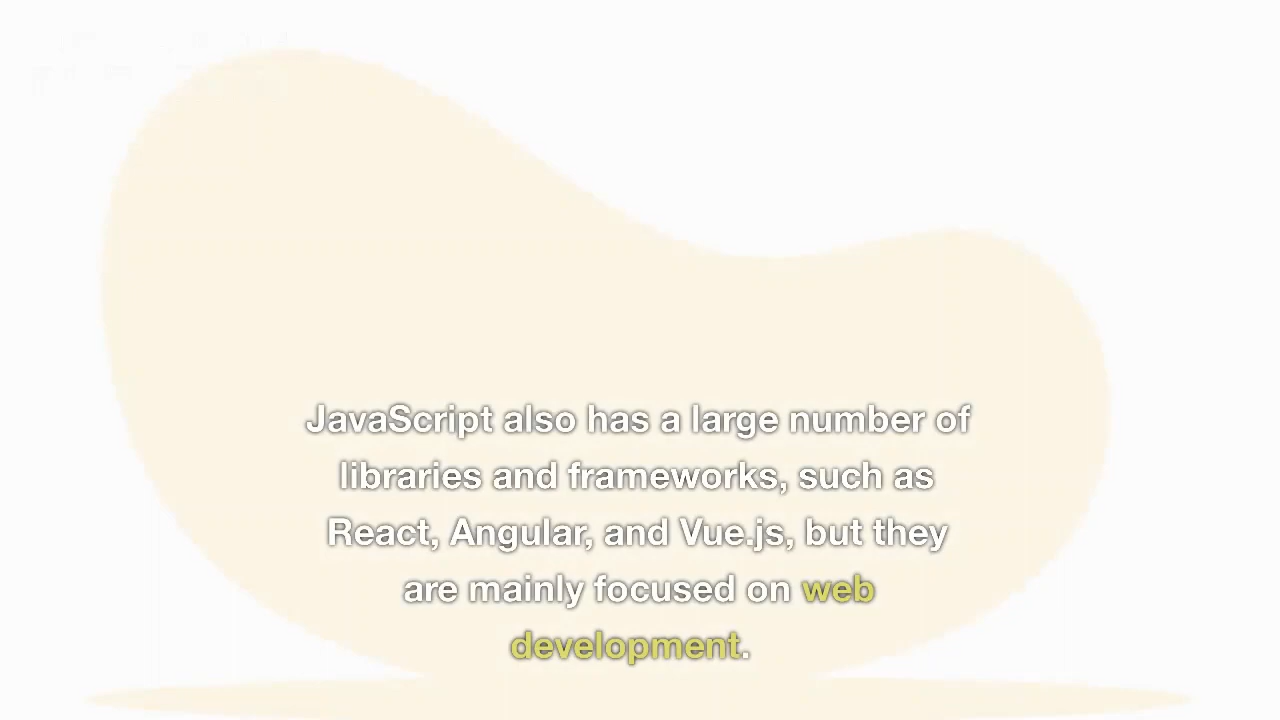 JavaScript also has a large number of
libraries and frameworks, such as
React, Angular, and Vue.js, but they
are mainly focused on web
development.